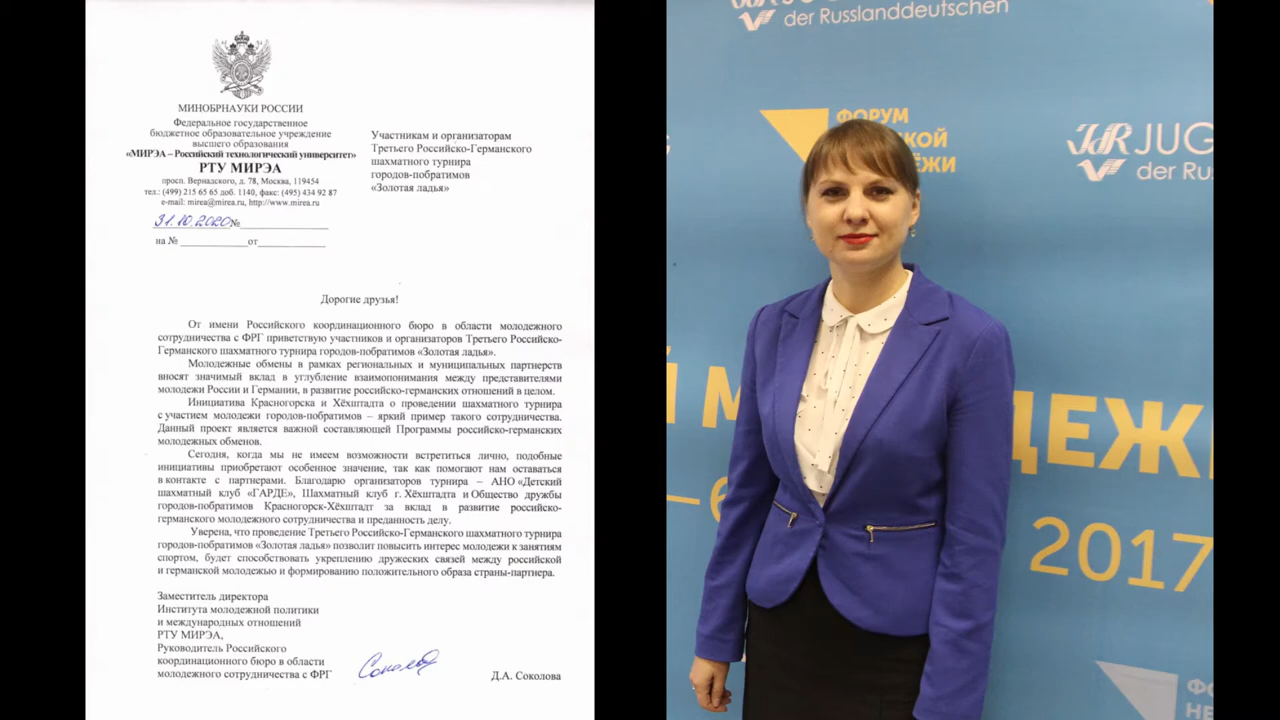 МИНОБРНАУКИ РОССИИ
Федеральное государственное
бюджетное образовательное учреждение
высшего образования
«МИРЭА – Российский технологический университет»
РТУ МИРЭА
просп. Вернадского, д. 78, Москва, 119454
тел.: (499) 215 65 65 доб. 1140, факс: (495) 434 92 87
e-mail: mirea@mirea.ru, http://www.mirea.ru
31.10.2020 №
на № от
Участникам и организаторам
Третьего Российско-Германского
шахматного турнира
городов-побратимов
«Золотая ладья»
Дорогие друзья!
От имени Российского координационного бюро в области молодежного
сотрудничества с ФРГ приветствую участников и организаторов Третьего Российско-
Германского шахматного турнира городов-побратимов «Золотая ладья».
Молодежные обмены в рамках региональных и муниципальных партнерств
вносят значимый вклад в углубление взаимопонимания между представителями
молодежи России и Германии, в развитие российско-германских отношений в целом.
Инициатива Красногорска и Хёхштадта о проведении шахматного турнира
с участием молодежи городов-побратимов – яркий пример такого сотрудничества.
Данный проект является важной составляющей Программы российско-германских
молодежных обменов.
Сегодня, когда мы не имеем возможности встретиться лично, подобные
инициативы приобретают особенное значение, так как помогают нам оставаться
в контакте с партнерами. Благодарю организаторов турнира – АНО «Детский
шахматный клуб «ГАРДЕ», Шахматный клуб г. Хёхштадта и Общество дружбы
городов-побратимов Красногорск-Хёхштадт за вклад в развитие российско-
германского молодежного сотрудничества и преданность делу.
Уверена, что проведение Третьего Российско-Германского шахматного турнира
городов-побратимов «Золотая ладья» позволит повысить интерес молодежи к занятиям
спортом, будет способствовать укреплению дружеских связей между российской
и германской молодежью и формированию положительного образа страны-партнера.
Заместитель директора
Института молодежной политики
и международных отношений
РТУ МИРЭА,
Руководитель Российского
координационного бюро в области
молодежного сотрудничества с ФРГ
Д.А. Соколова
der Russlanddeutschen
ФОРУМ
ОЙ
ЁЖИ
JdR JUG
der Russ
Й М ДЕЖ
–6
2017
ФО
НЕ